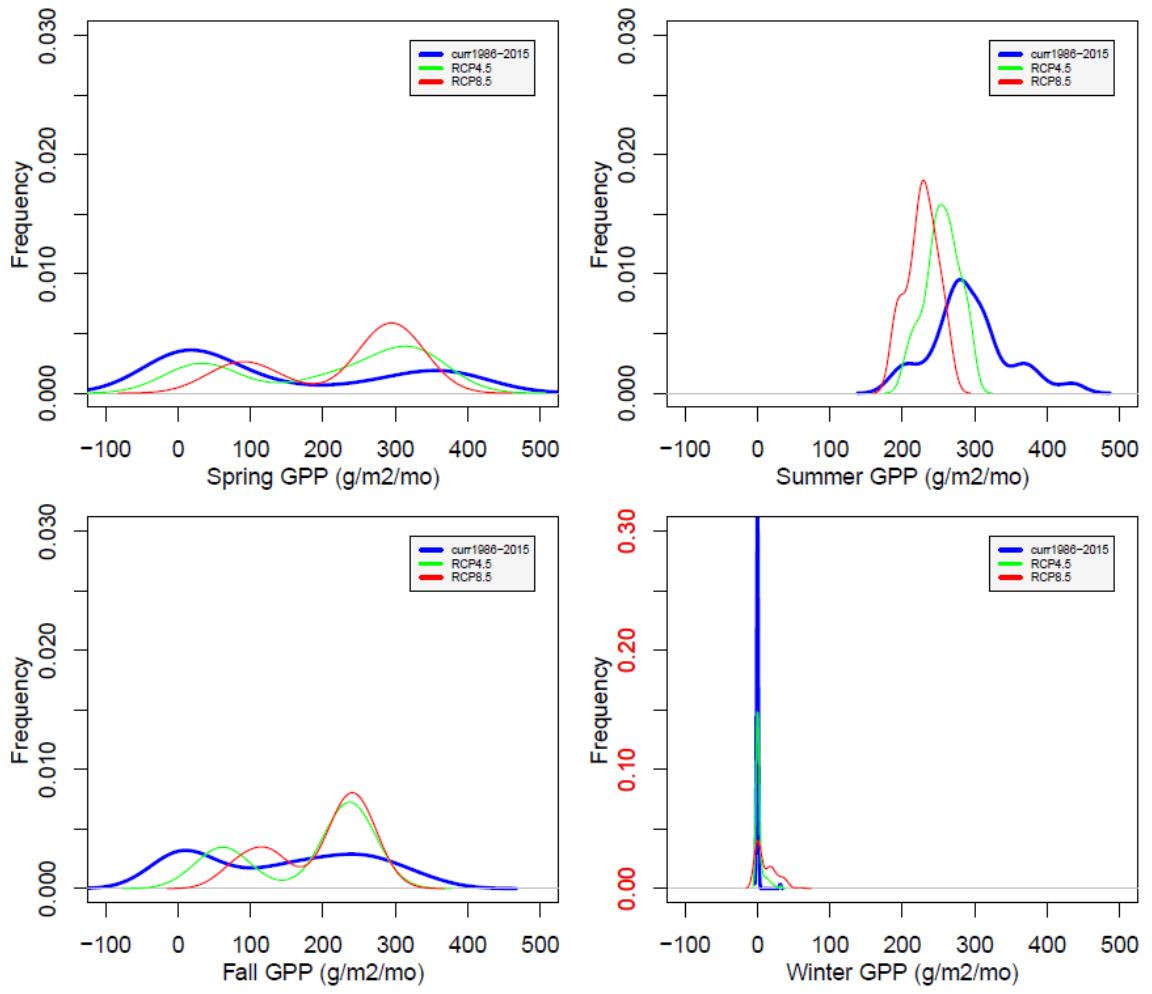 0.000 0.010 0.020 0.030
Frequency
curr1986-2015
RCP4.5
RCP8.5
−100 0 100 200 300 400 500
Spring GPP (g/m2/mo)
0.000 0.010 0.020 0.030
Frequency
curr1986-2015
RCP4.5
RCP8.5
−100 0 100 200 300 400 500
Summer GPP (g/m2/mo)
0.000 0.010 0.020 0.030
Frequency
curr1986-2015
RCP4.5
RCP8.5
−100 0 100 200 300 400 500
Fall GPP (g/m2/mo)
0.00 0.10 0.20 0.30
Frequency
curr1986-2015
RCP4.5
RCP8.5
−100 0 100 200 300 400 500
Winter GPP (g/m2/mo)